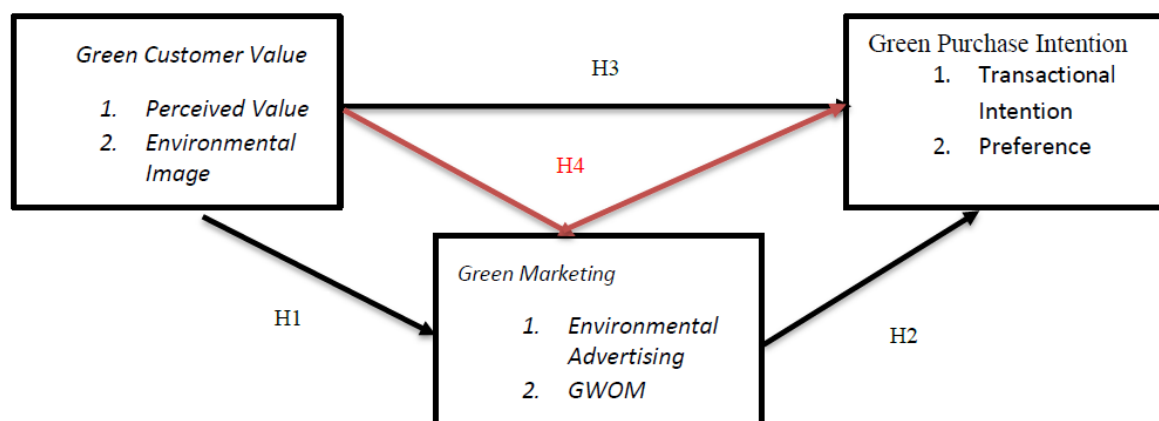 Green Customer Value
1. Perceived Value
2. Environmental
Image
H3
Green Purchase Intention
1. Transactional
Intention
2. Preference
H4
H1
Green Marketing
1. Environmental
Advertising
2. GWOM
H2